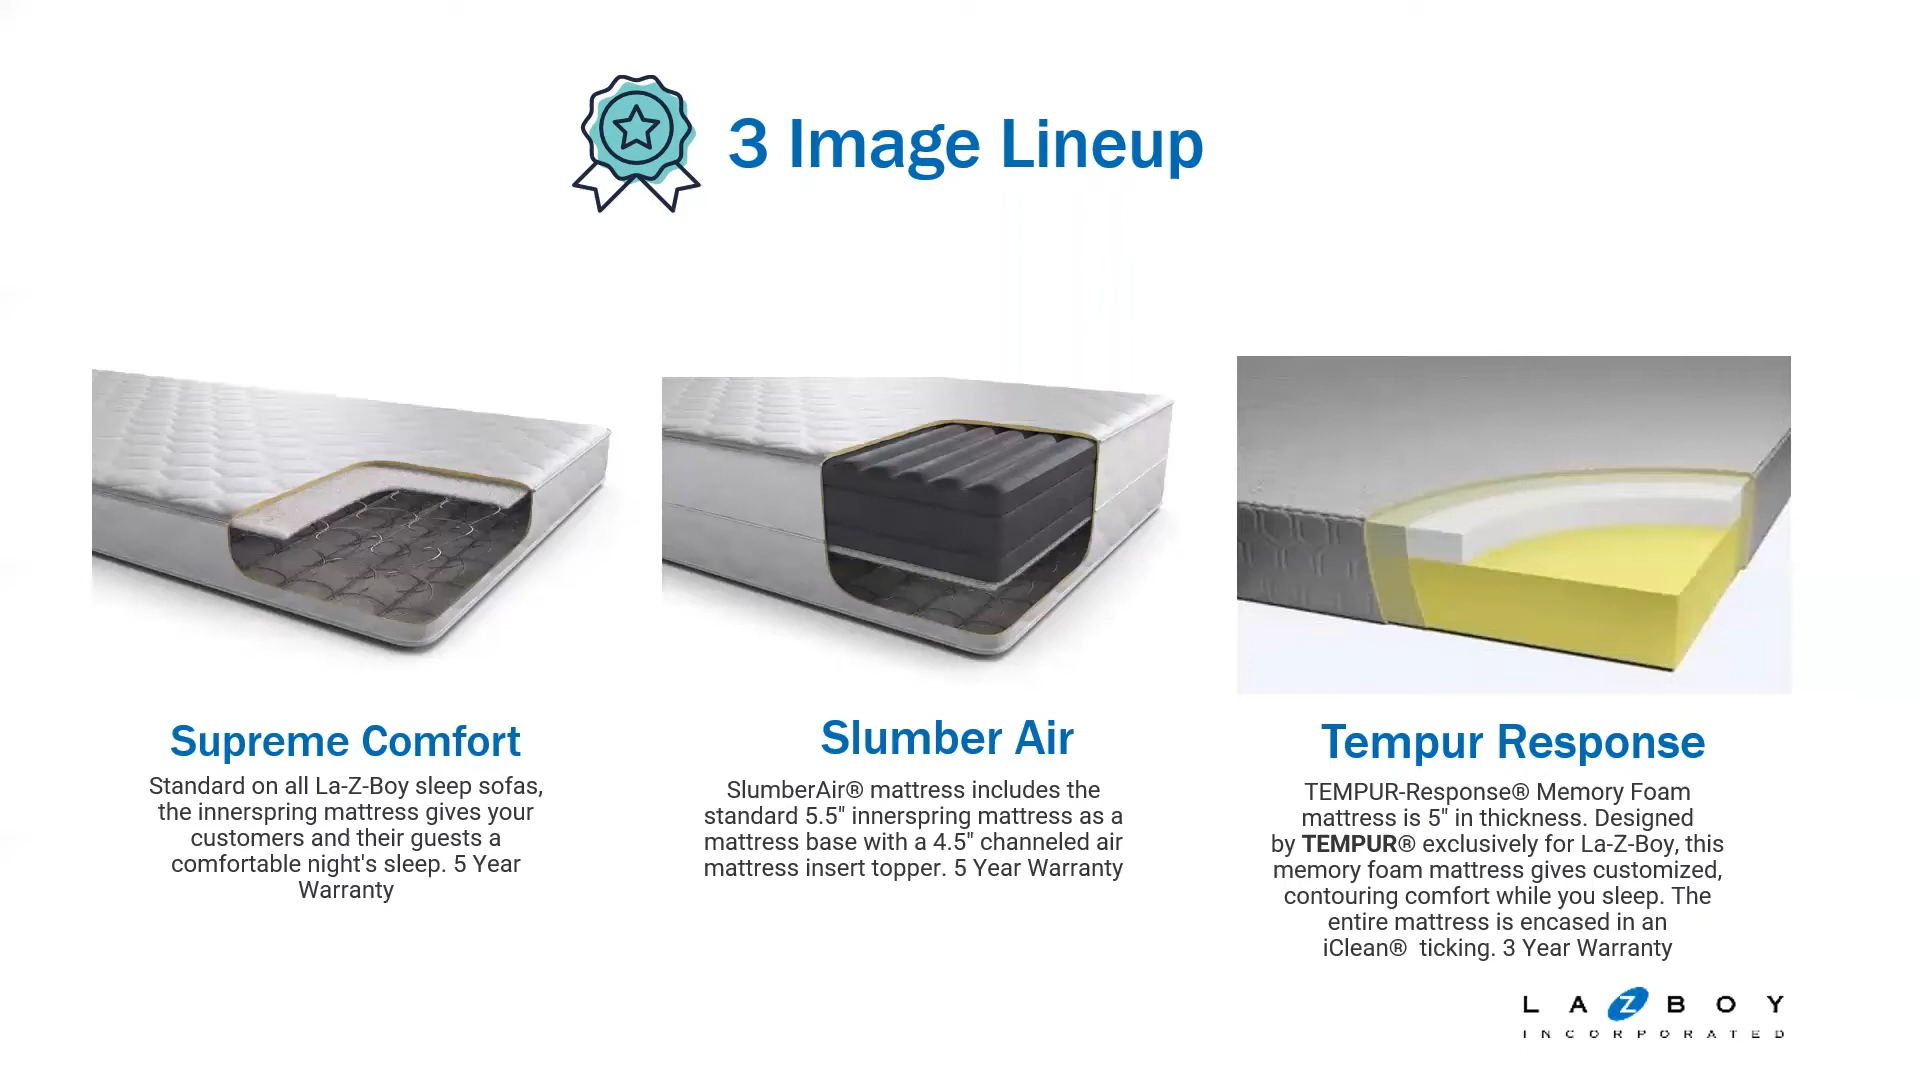 3 Image Lineup
Supreme Comfort
Standard on all La-Z-Boy sleep sofas,
the innerspring mattress gives your
customers and their guests a
comfortable night's sleep. 5 Year
Warranty
Slumber Air
SlumberAir® mattress includes the
standard 5.5" innerspring mattress as a
mattress base with a 4.5" channeled air
mattress insert topper. 5 Year Warranty
Tempur Response
TEMPUR-Response® Memory Foam
mattress is 5" in thickness. Designed
by TEMPUR® exclusively for La-Z-Boy, this
memory foam mattress gives customized,
contouring comfort while you sleep. The
entire mattress is encased in an
iClean® ticking. 3 Year Warranty
LA Z BOY
INCORPORATED